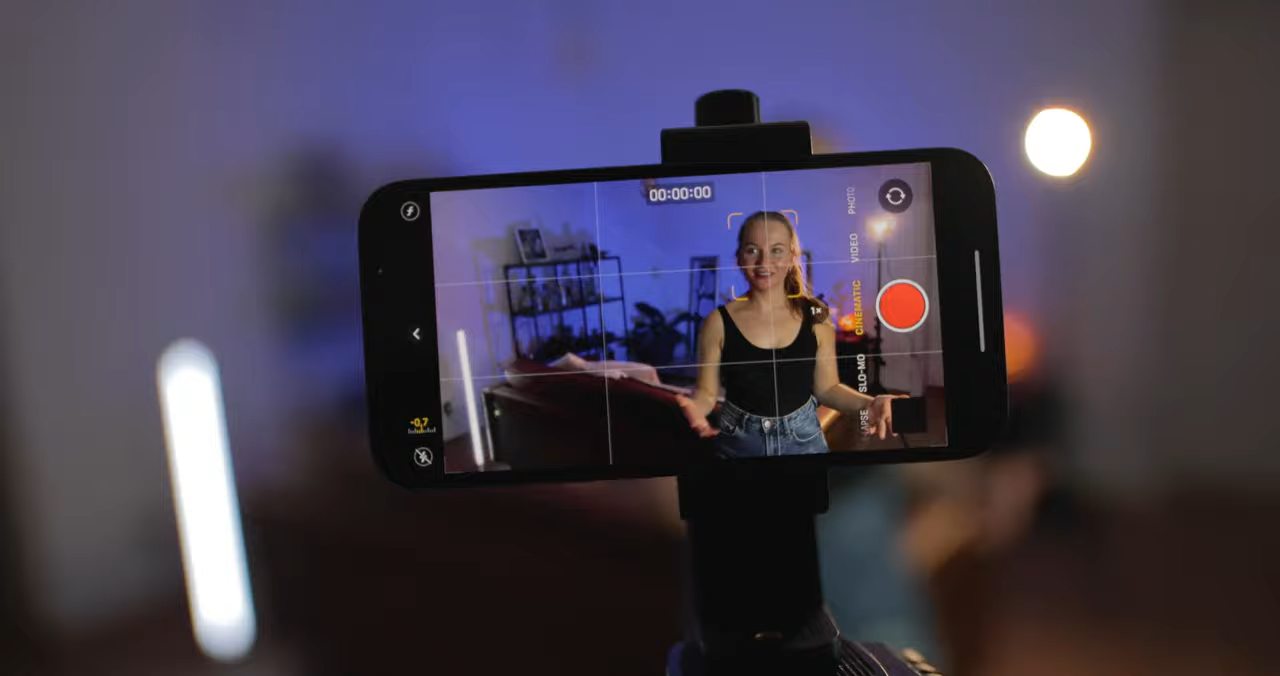 00:00:00
-0,7
1×
PHOTO
VIDEO
CINEMATIC
SLO-MO
LAPSE